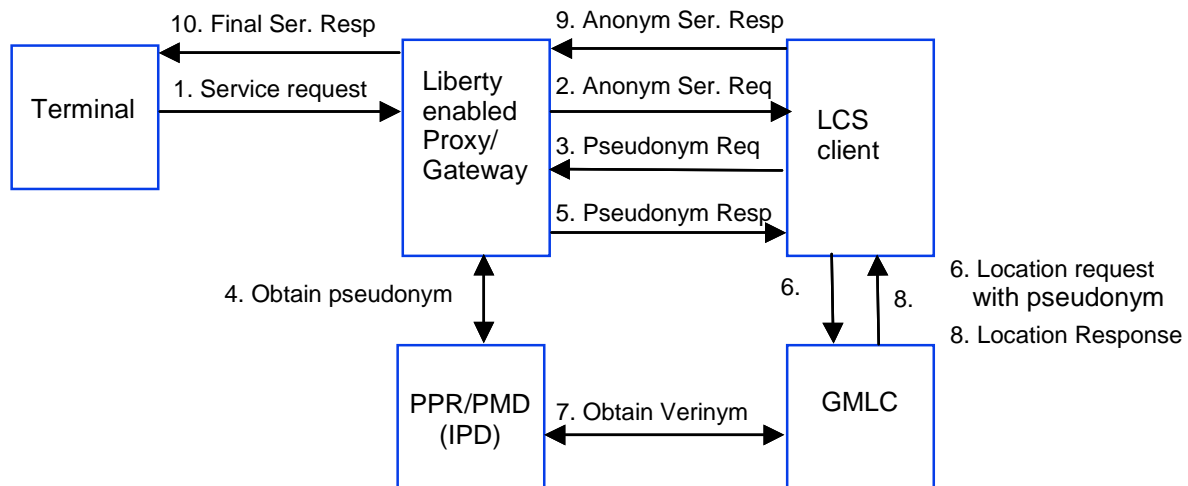 10. Final Ser. Resp
9. Anonym Ser. Resp
Terminal
1. Service request
Liberty
enabled
Proxy/
Gateway
2. Anonym Ser. Req
3. Pseudonym Req
5. Pseudonym Resp
LCS
client
4. Obtain pseudonym
6.
8.
6. Location request
with pseudonym
8. Location Response
PPR/PMD
(IPD)
7. Obtain Verinym
GMLC